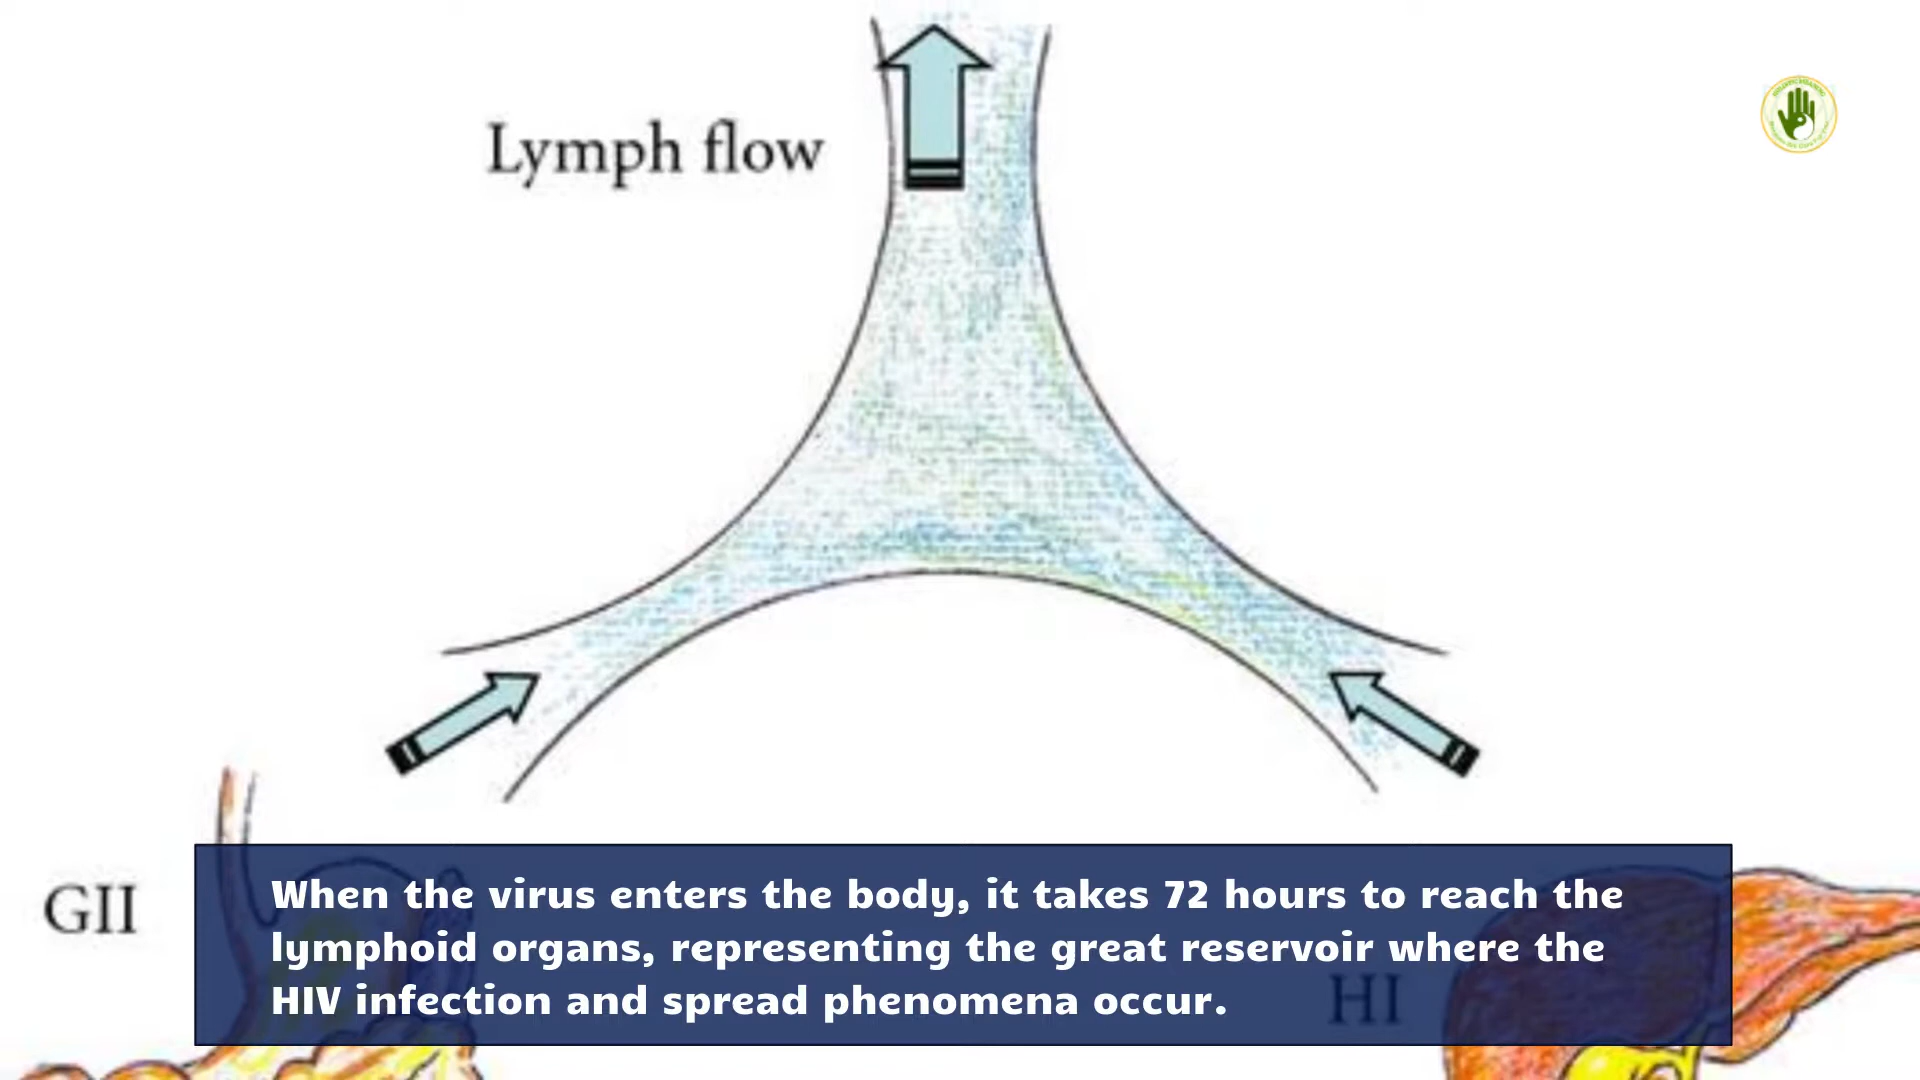 Lymph flow
GII
When the virus enters the body, it takes 72 hours to reach the
lymphoid organs, representing the great reservoir where the
HIV infection and spread phenomena occur.
HI